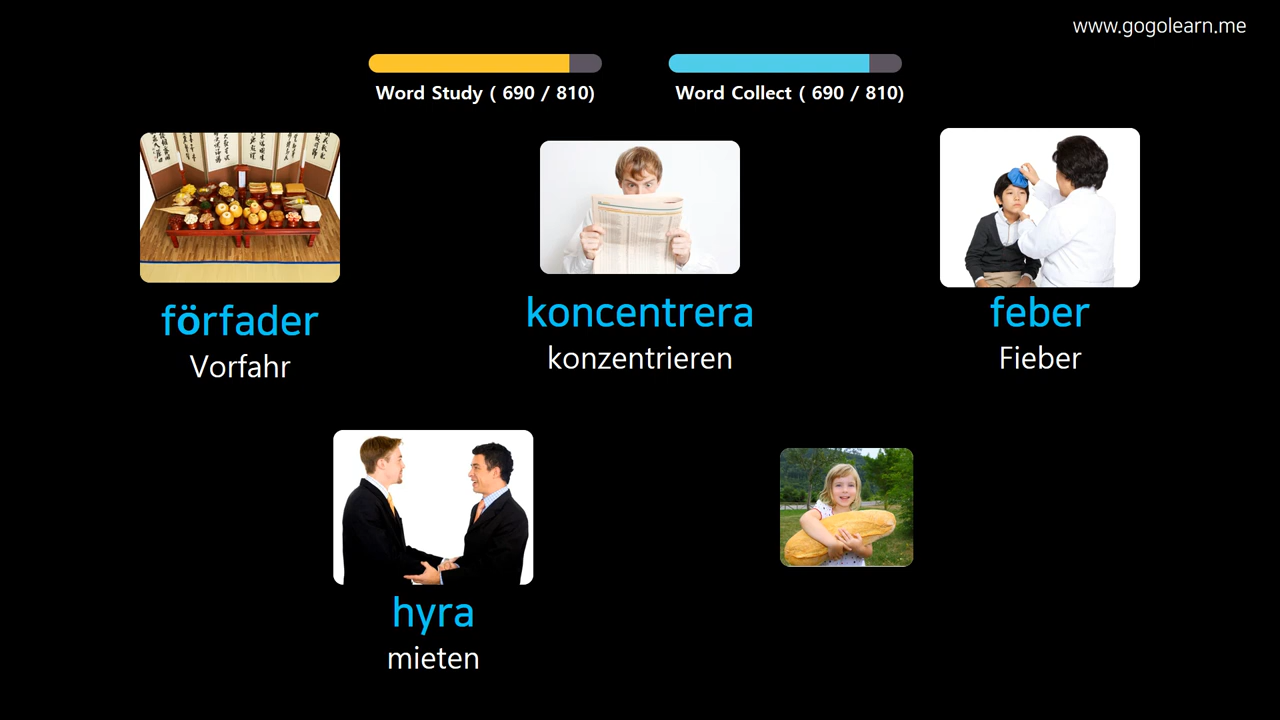 www.gogolearn.me
Word Study ( 690 / 810)
Word Collect ( 690 / 810)
förfader
Vorfahr
koncentrera
konzentrieren
feber
Fieber
hyra
mieten